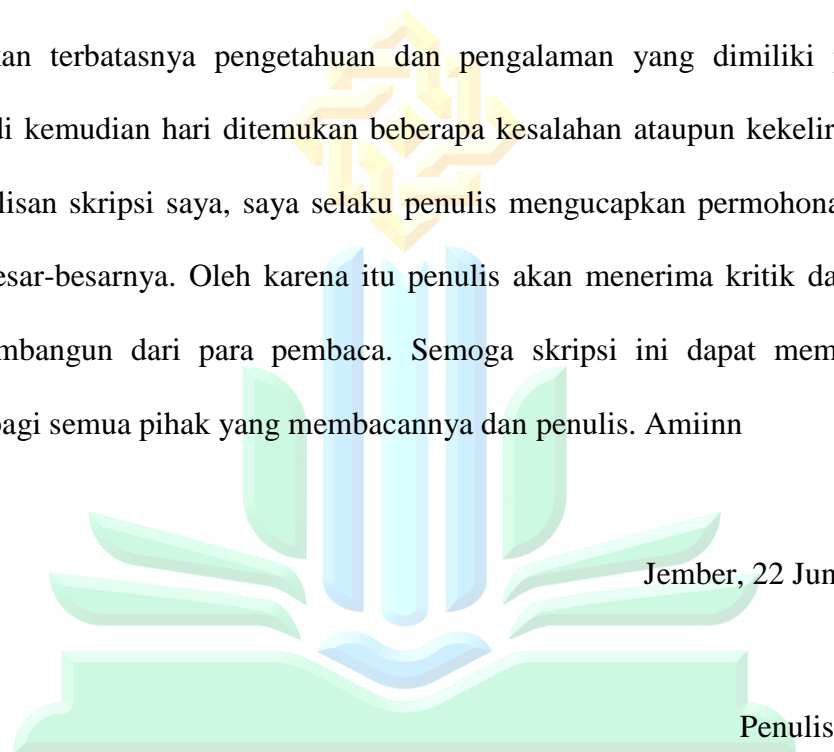 kan terbatasnya pengetahuan dan pengalaman yang dimiliki
di kemudian hari ditemukan beberapa kesalahan ataupun kekelir
lisan skripsi saya, saya selaku penulis mengucapkan permohona
esar-besarnya. Oleh karena itu penulis akan menerima kritik da
mbangun dari para pembaca. Semoga skripsi ini dapat mem
bagi semua pihak yang membacannya dan penulis. Amiinn
Jember, 22 Jun
Penulis